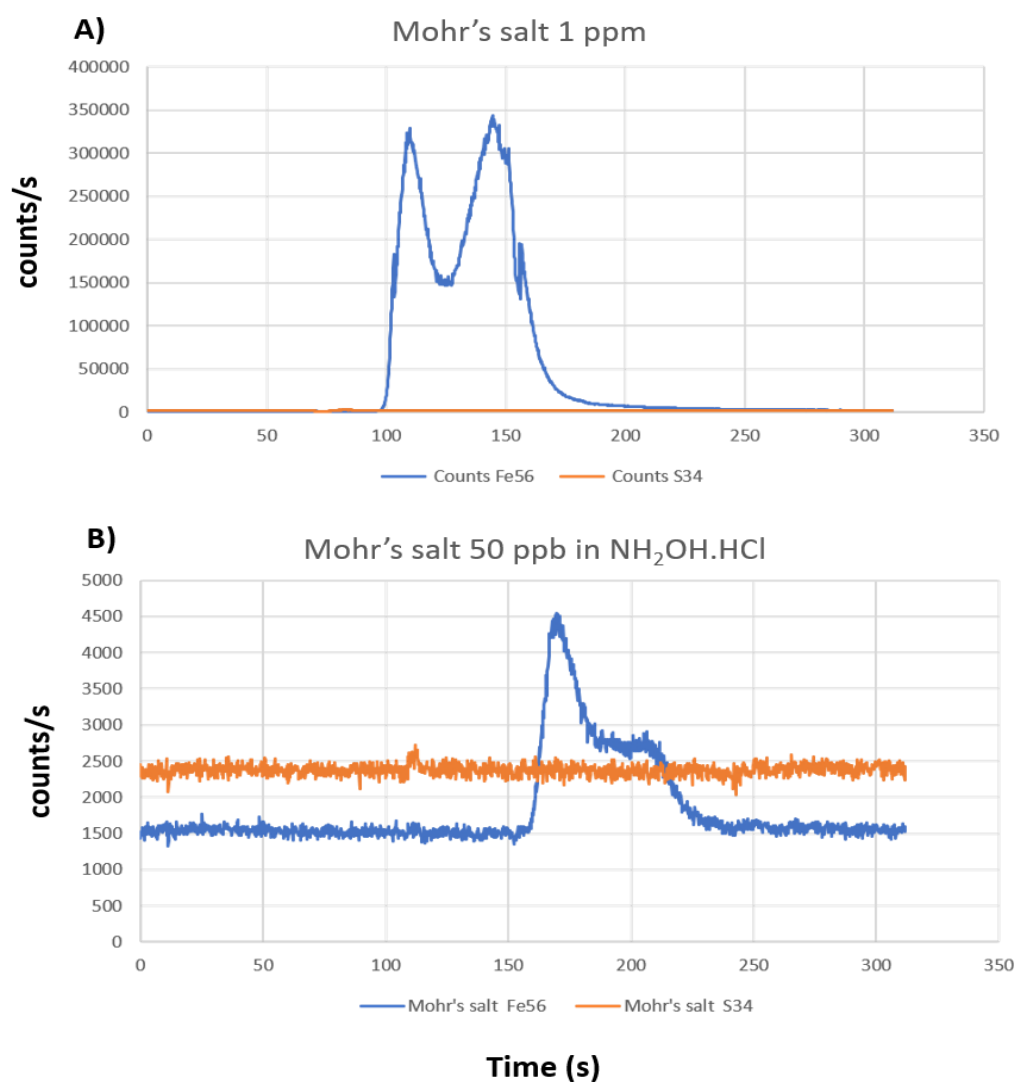 A)
Mohr’s salt 1 ppm
counts/s
400000
350000
300000
250000
200000
150000
100000
50000
0
0 50 100 150 200 250 300 350
Counts Fe56 Counts S34
B)
Mohr’s salt 50 ppb in NH₂OH.HCl
counts/s
5000
4500
4000
3500
3000
2500
2000
1500
1000
500
0
0 50 100 150 200 250 300 350
Mohr's salt Fe56 Mohr's salt S34
Time (s)